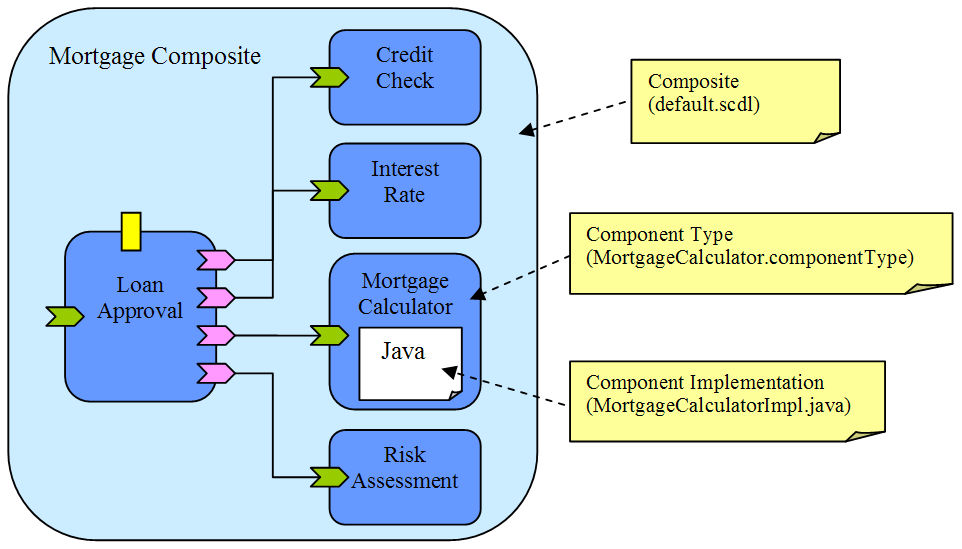 Mortgage Composite
Credit
Check
Interest
Rate
Loan
Approval
Mortgage
Calculator
Java
Risk
Assessment
Composite
(default.scdl)
Component Type
(MortgageCalculator.componentType)
Component Implementation
(MortgageCalculatorImpl.java)